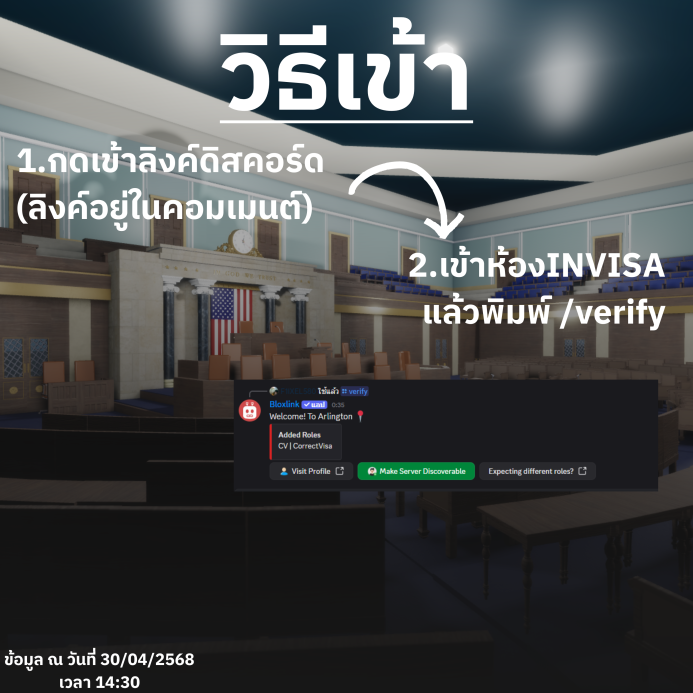 วิธีเข้า
1.กดเข้าลิงค์ดิสคอร์ด
(ลิงค์อยู่ในคอมเมนต์)
2.เข้าห้องINVISA
แล้วพิมพ์ /verify
ใช้แล้ว verify
Bloxlink แอป 0:35
Welcome! To Arlington
Added Roles
CV | CorrectVisa
Visit Profile Make Server Discoverable Expecting different roles?
ข้อมูล ณ วันที่ 30/04/2568
เวลา 14:30